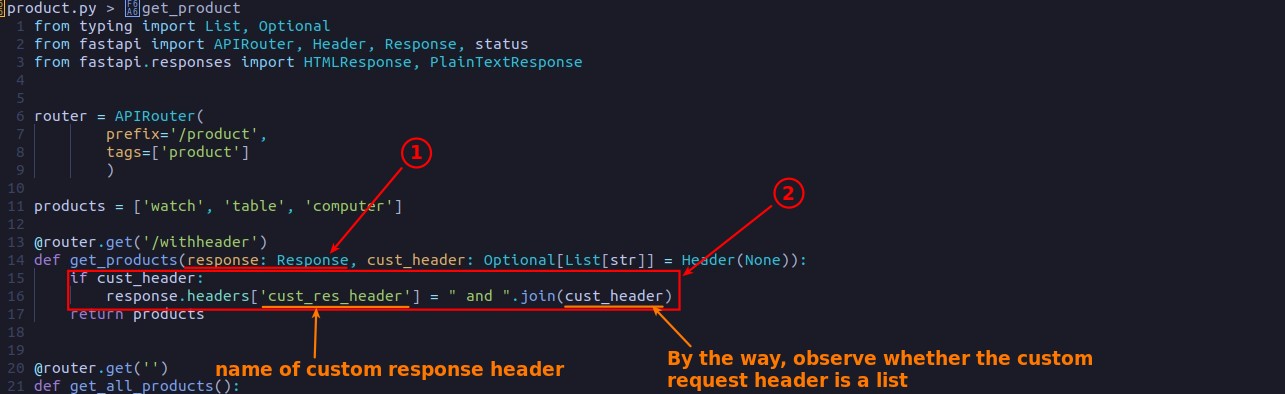 product.py > get_product
1 from typing import List, Optional
2 from fastapi import APIRouter, Header, Response, status
3 from fastapi.responses import HTMLResponse, PlainTextResponse
4
5
6 router = APIRouter(
7         prefix='/product',
8         tags=['product']
9         )
①
10
②
11 products = ['watch', 'table', 'computer']
12
13 @router.get('/withheader')
14 def get_products(response: Response, cust_header: Optional[List[str]] = Header(None)):
15     if cust_header:
16         response.headers['cust_res_header'] = " and ".join(cust_header)
17     return products
18
19
20 @router.get('')
21 def get_all_products():
name of custom response header
By the way, observe whether the custom
request header is a list